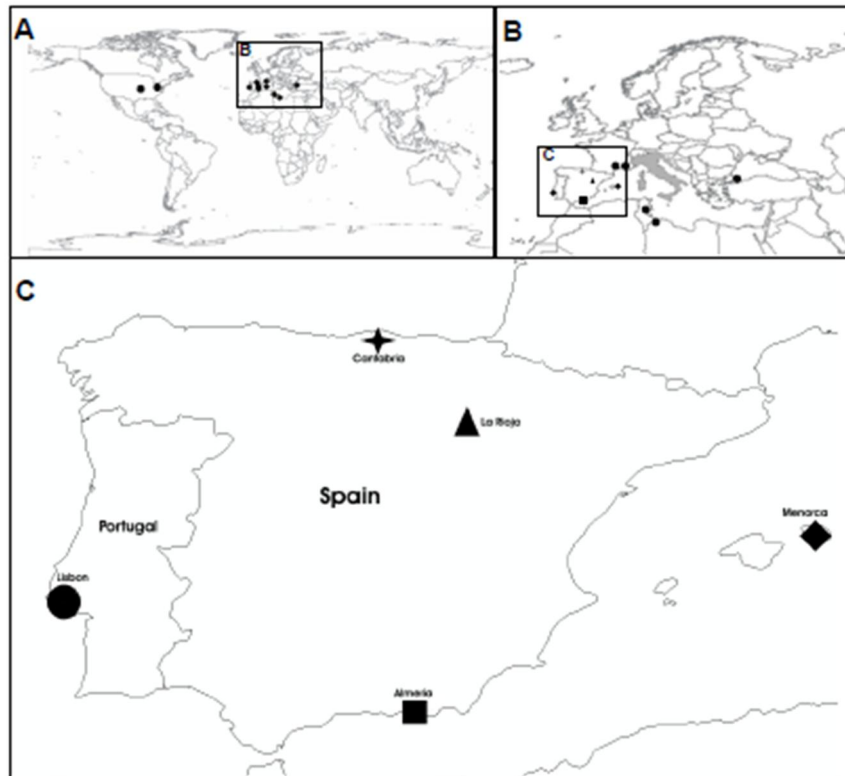 A
B
B
C
C
Cantabria
La Rioja
Spain
Menorca
Portugal
Lisbon
Almeria